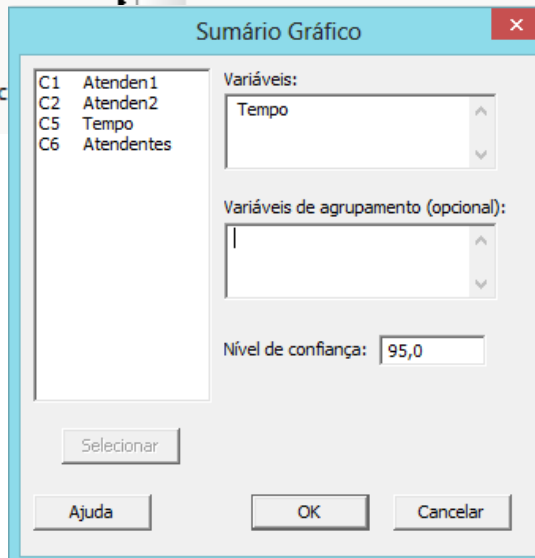 Sumário Gráfico
C1 Atenden1
C2 Atenden2
C5 Tempo
C6 Atendentes
Variáveis:
Tempo
Variáveis de agrupamento (opcional):
Nível de confiança: 95,0
Selecionar
Ajuda OK Cancelar